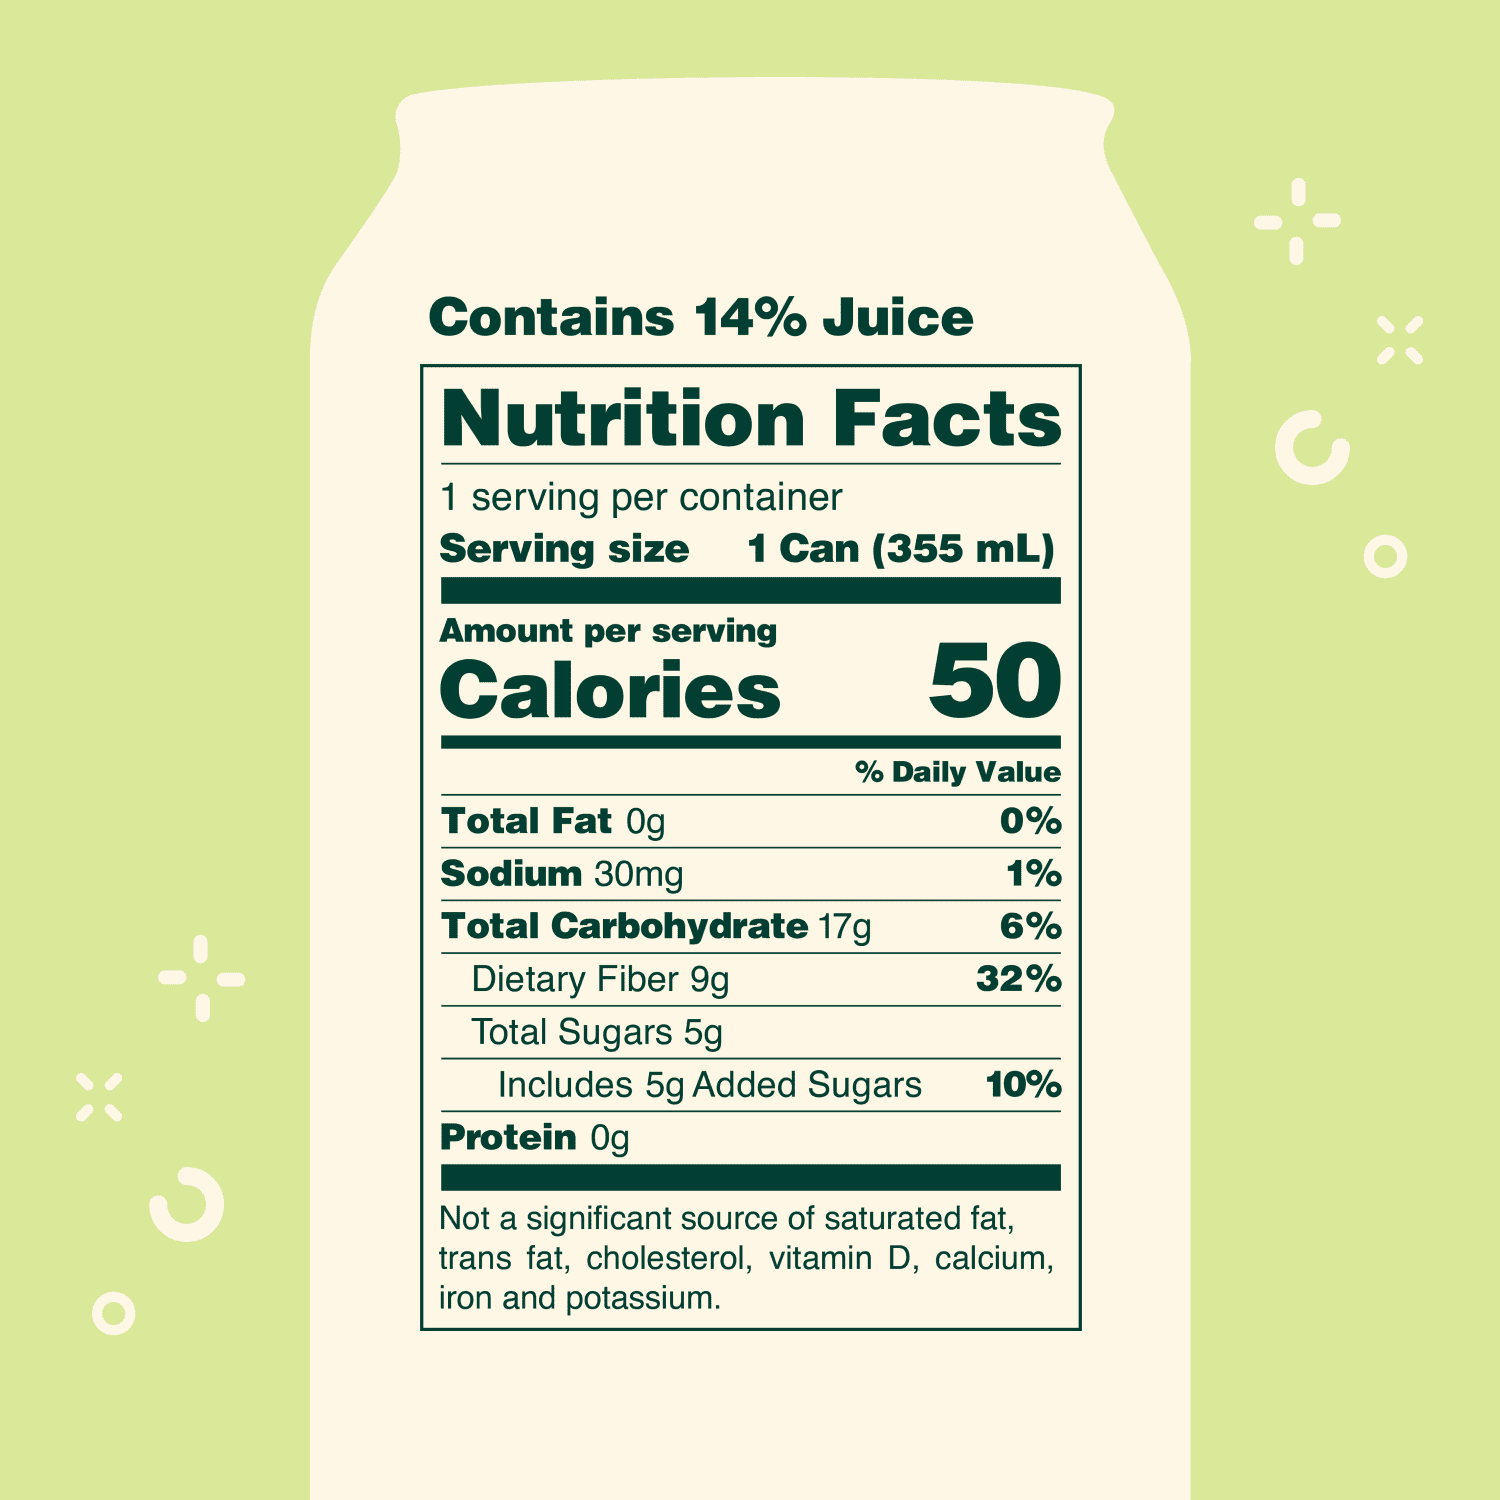 Contains 14% Juice
Nutrition Facts
1 serving per container
Serving size 1 Can (355 mL)
Amount per serving
Calories 50
% Daily Value
Total Fat 0g 0%
Sodium 30mg 1%
Total Carbohydrate 17g 6%
Dietary Fiber 9g 32%
Total Sugars 5g
Includes 5g Added Sugars 10%
Protein 0g
Not a significant source of saturated fat,
trans fat, cholesterol, vitamin D, calcium,
iron and potassium.